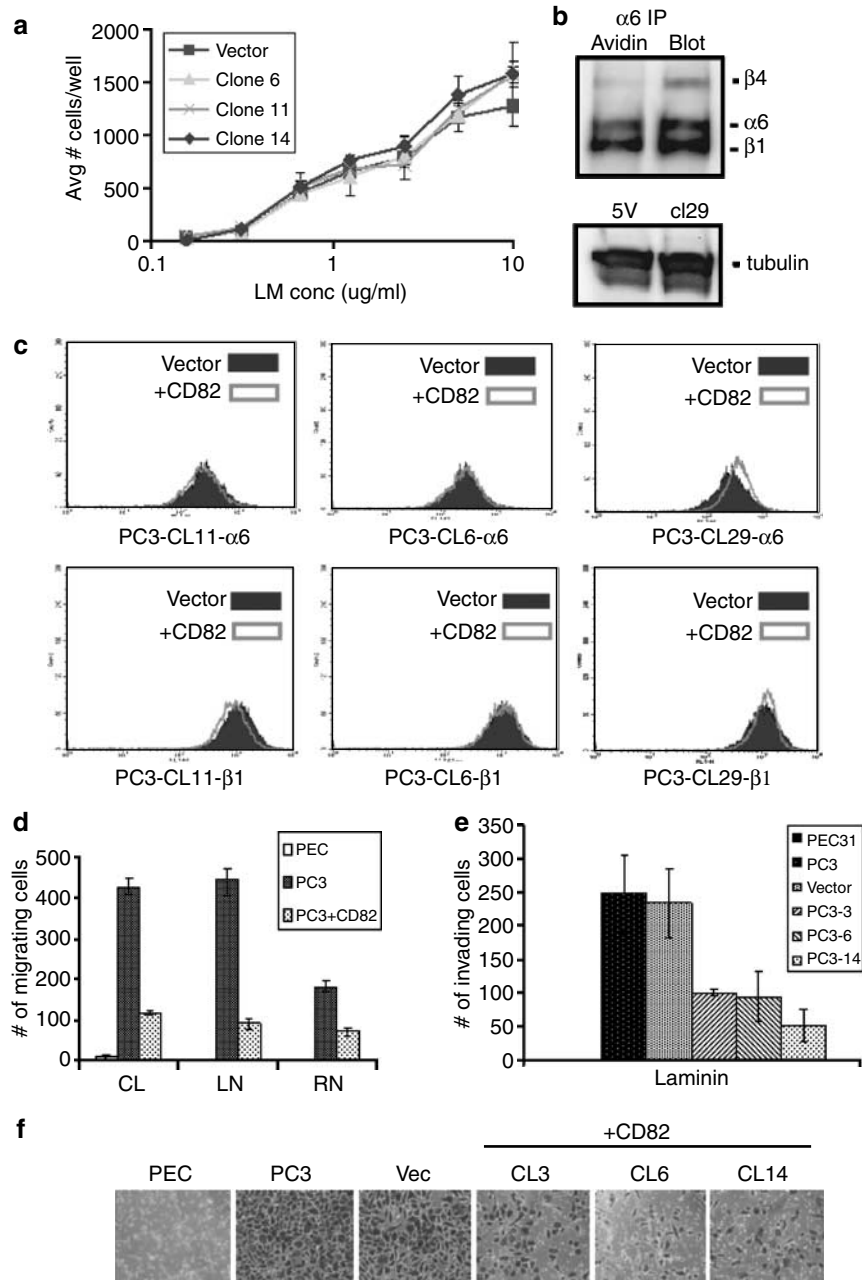 a
2000
1500
1000
500
0
Avg # cells/well
Vector
Clone 6
Clone 11
Clone 14
0.1 1 10
LM conc (ug/ml)
b
α6 IP
Avidin Blot
β4
α6
β1
5V cl29
tubulin
c
Vector
+CD82
PC3-CL11-α6
Vector
+CD82
PC3-CL6-α6
Vector
+CD82
PC3-CL29-α6
Vector
+CD82
PC3-CL11-β1
Vector
+CD82
PC3-CL6-β1
Vector
+CD82
PC3-CL29-β1
d
# of migrating cells
500
400
300
200
100
0
PEC
PC3
PC3+CD82
CL LN RN
e
# of invading cells
350
300
250
200
150
100
50
0
PEC31
PC3
Vector
PC3-3
PC3-6
PC3-14
Laminin
f
+CD82
PEC PC3 Vec CL3 CL6 CL14